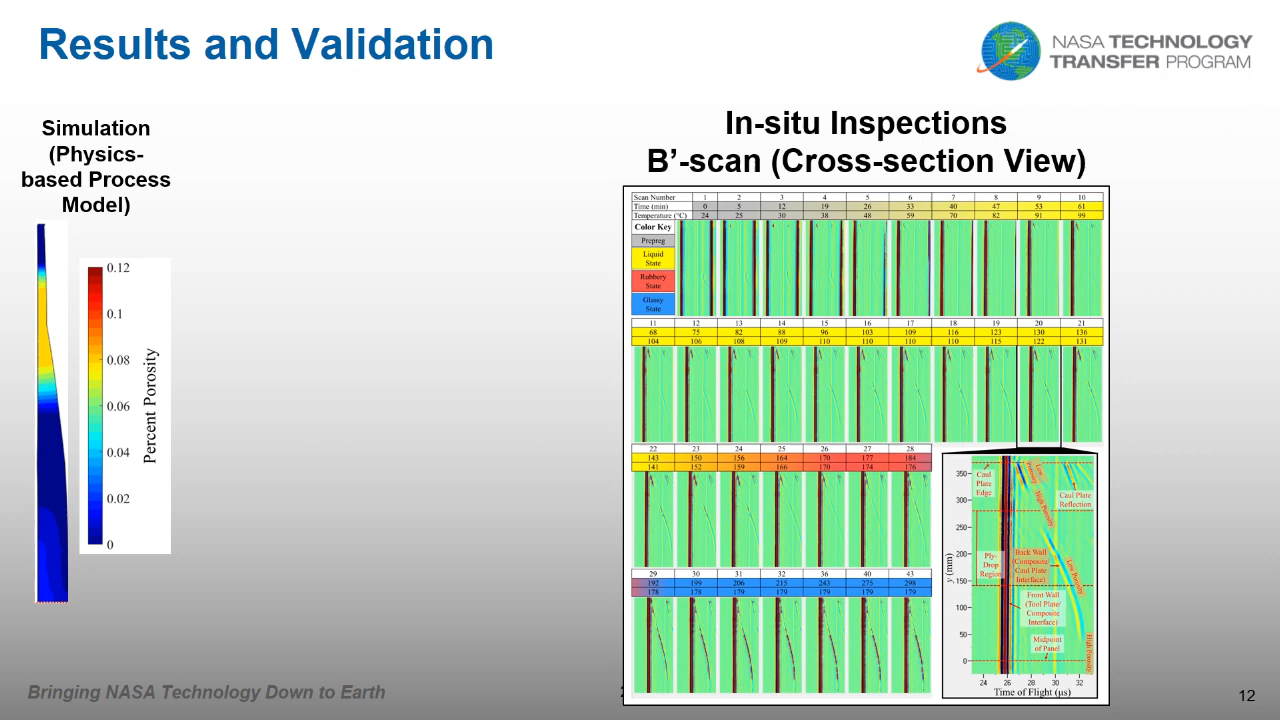 Results and Validation
NASA TECHNOLOGY
TRANSFER PROGRAM
Simulation
(Physics-
based Process
Model)
0.12
0.1
0.08
0.06
0.04
0.02
0
Percent Porosity
In-situ Inspections
B’-scan (Cross-section View)
Scan Number 1 2 3 4 5 6 7 8 9 10
Time (min) 0 5 12 19 26 33 40 47 53 61
Temperature (°C) 24 25 30 38 48 59 70 82 91 99
Color Key
Prepreg
Liquid
State
Rubbery
State
Glassy
State
11 12 13 14 15 16 17 18 19 20 21
68 75 82 88 96 103 109 116 123 130 136
104 106 108 109 110 110 110 110 115 122 131
22 23 24 25 26 27 28
143 150 156 164 170 177 184
141 152 159 166 170 174 176
29 30 31 32 36 40 43
192 199 206 215 243 275 298
178 178 179 179 179 179 179
350
300
250
200
150
100
50
0
y (mm)
Caul
Plate
Edge
Low
Porosity
High Porosity
Caul Plate
Reflection
Ply-
Drop
Region
Back Wall
(Composite/
Caul Plate
Interface)
Low Porosity
Front Wall
(Tool Plate/
Composite
Interface)
Midpoint
of Panel
High Porosity
24 26 28 30 32
Time of Flight (µs)
Bringing NASA Technology Down to Earth
12